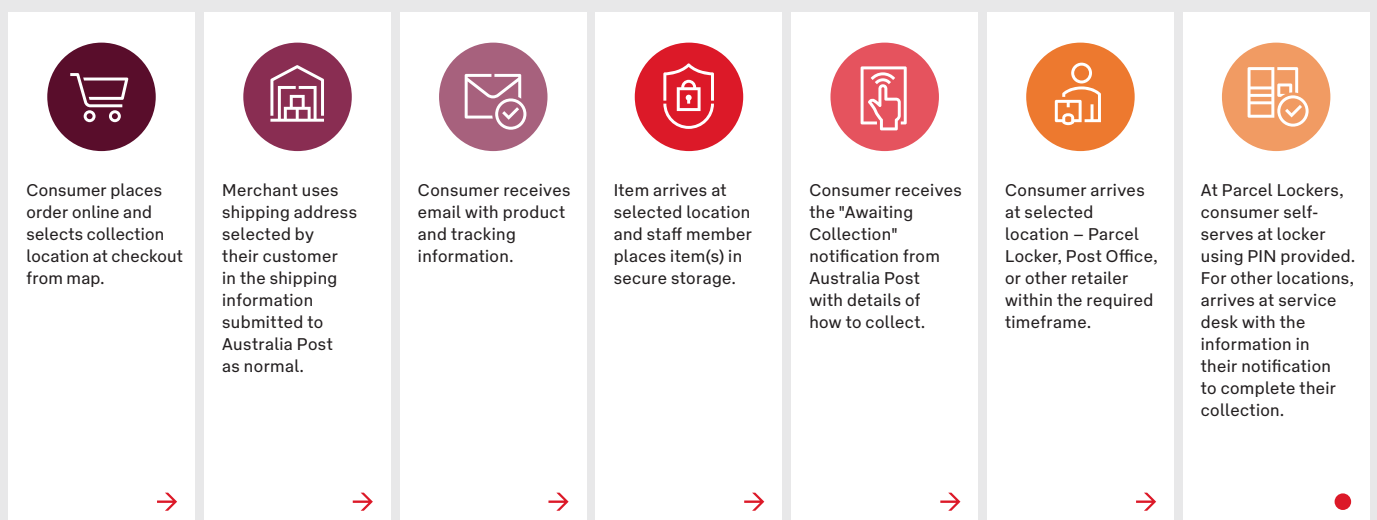 Consumer places
order online and
selects collection
location at checkout
from map.
Merchant uses
shipping address
selected by
their customer
in the shipping
information
submitted to
Australia Post
as normal.
Consumer receives
email with product
and tracking
information.
Item arrives at
selected location
and staff member
places item(s) in
secure storage.
Consumer receives
the "Awaiting
Collection"
notification from
Australia Post
with details of
how to collect.
Consumer arrives
at selected
location – Parcel
Locker, Post Office,
or other retailer
within the required
timeframe.
At Parcel Lockers,
consumer self-
serves at locker
using PIN provided.
For other locations,
arrives at service
desk with the
information in
their notification
to complete their
collection.